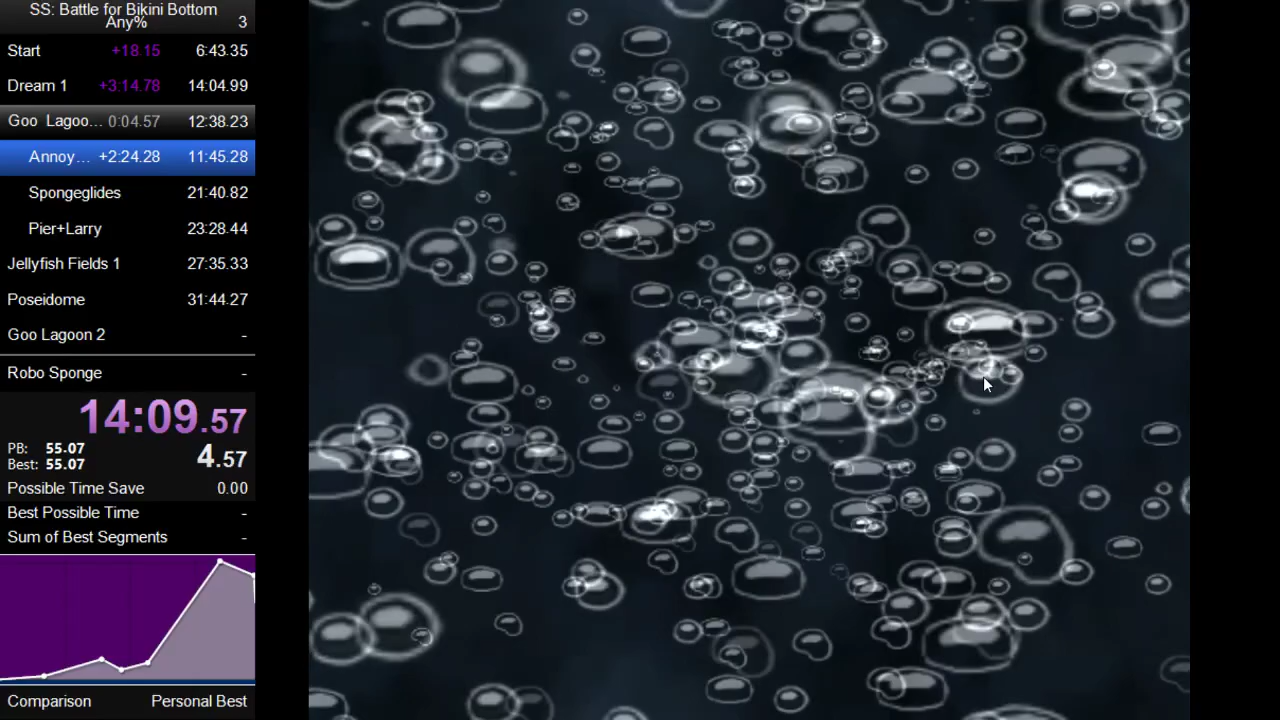 SS: Battle for Bikini Bottom
Any% 3
Start +18.15 6:43.35
Dream 1 +3:14.78 14:04.99
Goo Lagoo... 0:04.57 12:38.23
Annoy... +2:24.28 11:45.28
Spongeglides 21:40.82
Pier+Larry 23:28.44
Jellyfish Fields 1 27:35.33
Poseidome 31:44.27
Goo Lagoon 2 -
Robo Sponge -
14:09.57
PB: 55.07 4.57
Best: 55.07
Possible Time Save 0.00
Best Possible Time -
Sum of Best Segments -
Comparison Personal Best